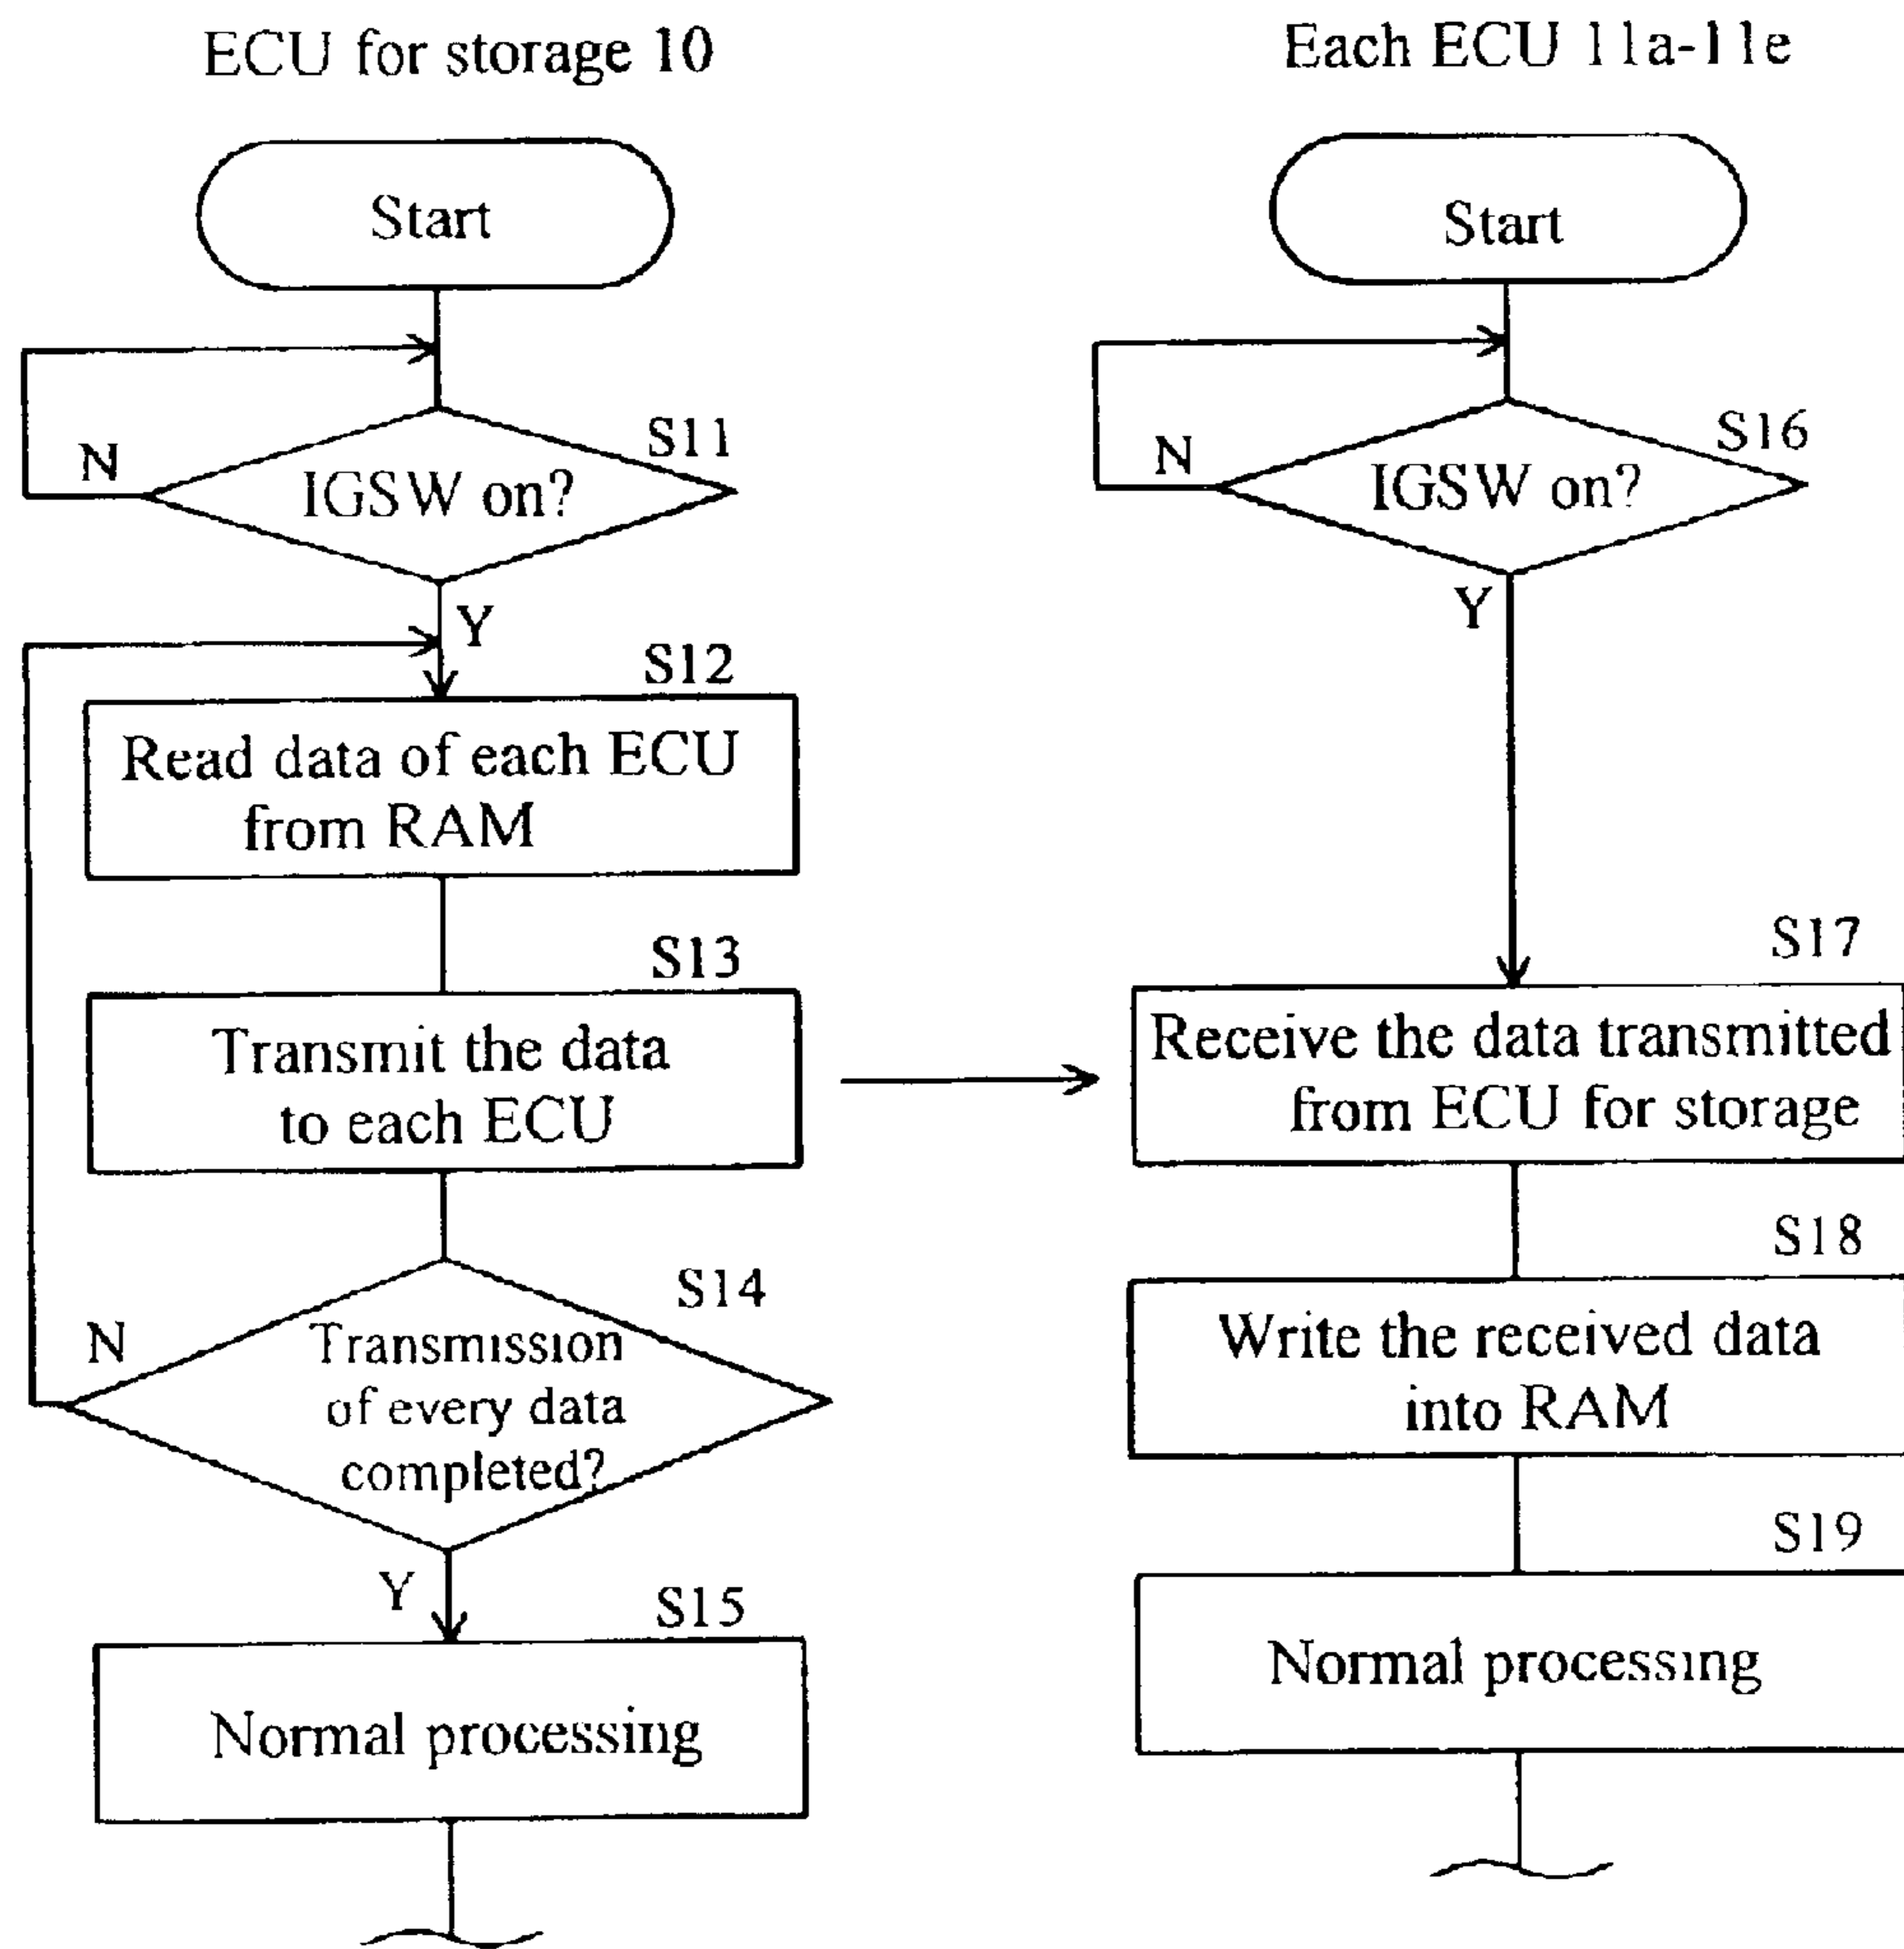 ECU for storage 10
Start
S11
N
IGSW on?
Y
S12
Read data of each ECU
from RAM
S13
Transmit the data
to each ECU
S14
N
Transmission
of every data
completed?
Y
S15
Normal processing
Each ECU 11a-11e
Start
S16
N
IGSW on?
Y
S17
Receive the data transmitted
from ECU for storage
S18
Write the received data
into RAM
S19
Normal processing